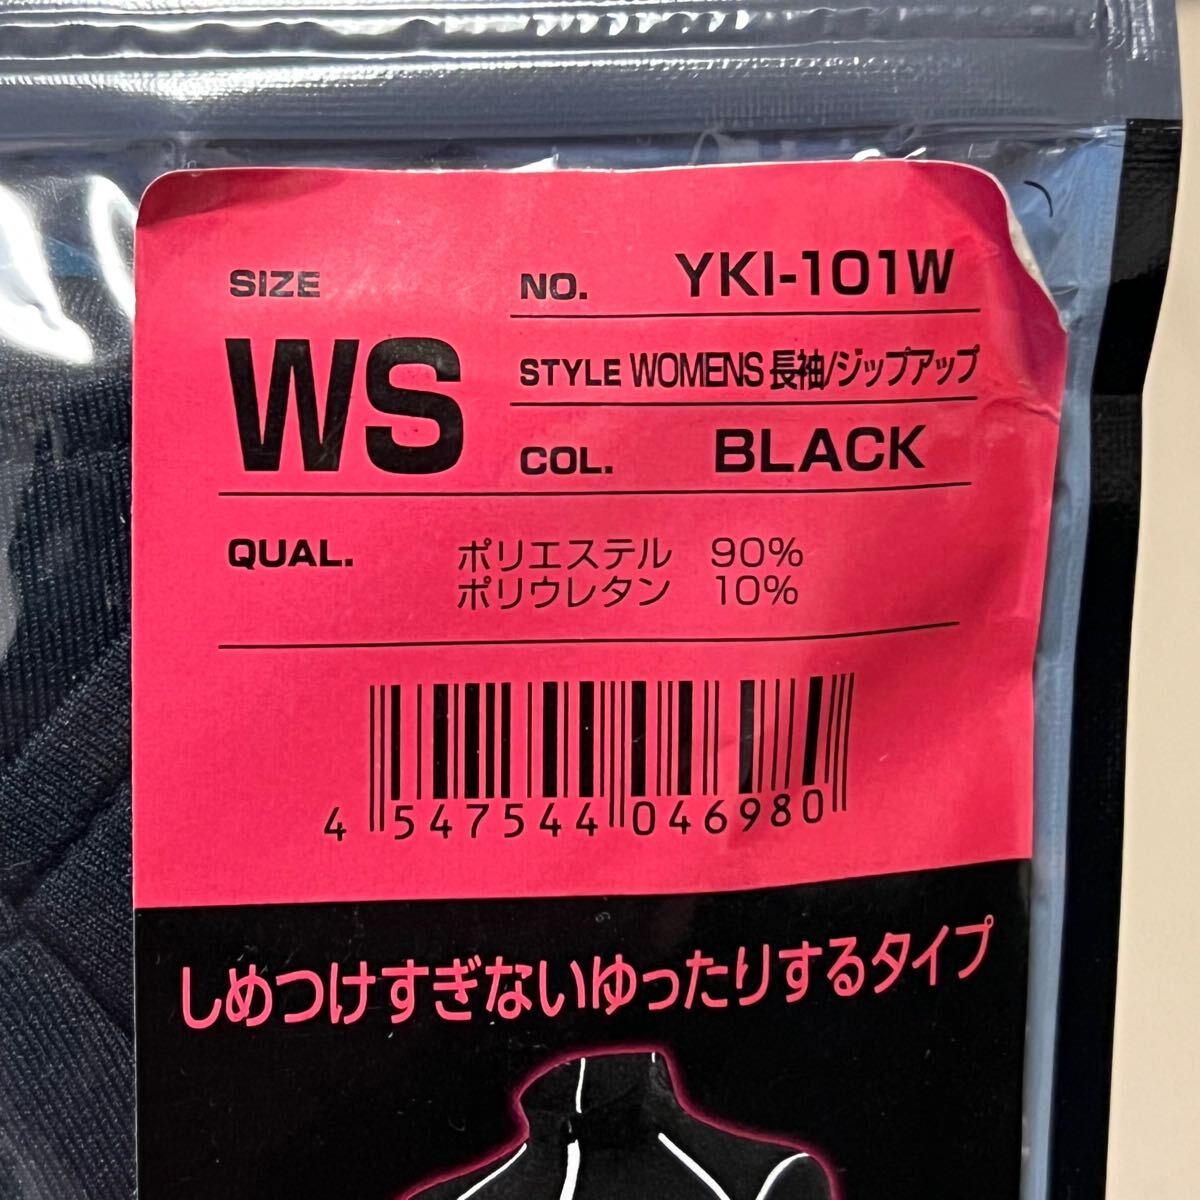 SIZE
WS
NO. YKI-101W
STYLE WOMENS 長袖/ジップアップ
COL. BLACK
QUAL. ポリエステル 90%
ポリウレタン 10%
4 547544 046980
しめつけすぎないゆったりするタイプ